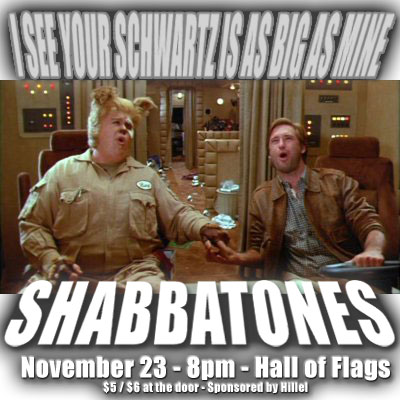 I SEE YOUR SCHWARTZ IS AS BIG AS MINE
SHABBATONES
November 23 - 8pm - Hall of Flags
$5 / $6 at the door - Sponsored by Hillel